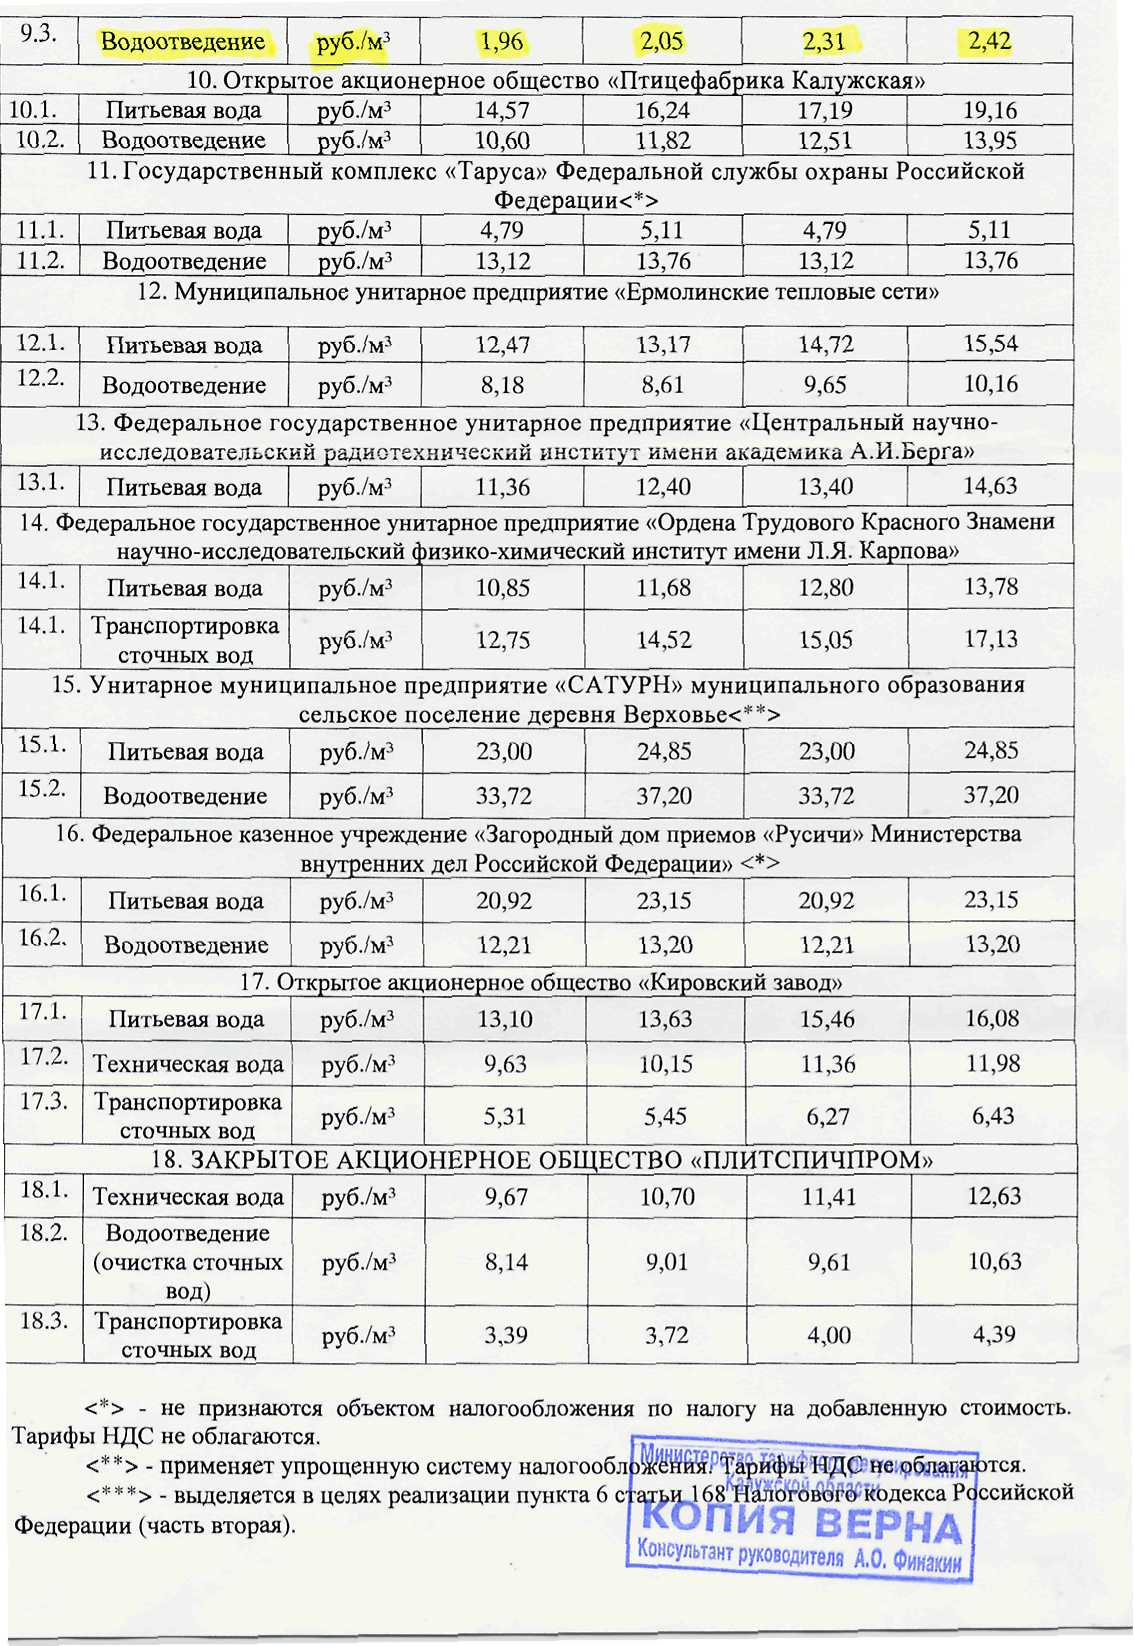 9.3. Водоотведение руб./м³ 1,96 2,05 2,31 2,42
10. Открытое акционерное общество «Птицефабрика Калужская»
10.1. Питьевая вода руб./м³ 14,57 16,24 17,19 19,16
10.2. Водоотведение руб./м³ 10,60 11,82 12,51 13,95
11. Государственный комплекс «Таруса» Федеральной службы охраны Российской
Федерации<*>
11.1. Питьевая вода руб./м³ 4,79 5,11 4,79 5,11
11.2. Водоотведение руб./м³ 13,12 13,76 13,12 13,76
12. Муниципальное унитарное предприятие «Ермолинские тепловые сети»
12.1. Питьевая вода руб./м³ 12,47 13,17 14,72 15,54
12.2. Водоотведение руб./м³ 8,18 8,61 9,65 10,16
13. Федеральное государственное унитарное предприятие «Центральный научно-
исследовательский радиотехнический институт имени академика А.И.Берга»
13.1. Питьевая вода руб./м³ 11,36 12,40 13,40 14,63
14. Федеральное государственное унитарное предприятие «Ордена Трудового Красного Знамени
научно-исследовательский физико-химический институт имени Л.Я. Карпова»
14.1. Питьевая вода руб./м³ 10,85 11,68 12,80 13,78
14.1. Транспортировка
сточных вод руб./м³ 12,75 14,52 15,05 17,13
15. Унитарное муниципальное предприятие «САТУРН» муниципального образования
сельское поселение деревня Верховье<**>
15.1. Питьевая вода руб./м³ 23,00 24,85 23,00 24,85
15.2. Водоотведение руб./м³ 33,72 37,20 33,72 37,20
16. Федеральное казенное учреждение «Загородный дом приемов «Русичи» Министерства
внутренних дел Российской Федерации» <*>
16.1. Питьевая вода руб./м³ 20,92 23,15 20,92 23,15
16.2. Водоотведение руб./м³ 12,21 13,20 12,21 13,20
17. Открытое акционерное общество «Кировский завод»
17.1. Питьевая вода руб./м³ 13,10 13,63 15,46 16,08
17.2. Техническая вода руб./м³ 9,63 10,15 11,36 11,98
17.3. Транспортировка
сточных вод руб./м³ 5,31 5,45 6,27 6,43
18. ЗАКРЫТОЕ АКЦИОНЕРНОЕ ОБЩЕСТВО «ПЛИТСПИЧПРОМ»
18.1. Техническая вода руб./м³ 9,67 10,70 11,41 12,63
18.2. Водоотведение
(очистка сточных
вод) руб./м³ 8,14 9,01 9,61 10,63
18.3. Транспортировка
сточных вод руб./м³ 3,39 3,72 4,00 4,39
<*> - не признаются объектом налогообложения по налогу на добавленную стоимость.
Тарифы НДС не облагаются.
<**> - применяет упрощенную систему налогообложения. Тарифы НДС не облагаются.
<***> - выделяется в целях реализации пункта 6 статьи 168 Налогового кодекса Российской
Федерации (часть вторая).
Министерство тарифного регулирования
Калужской области
КОПИЯ ВЕРНА
Консультант руководителя А.О. Финакин